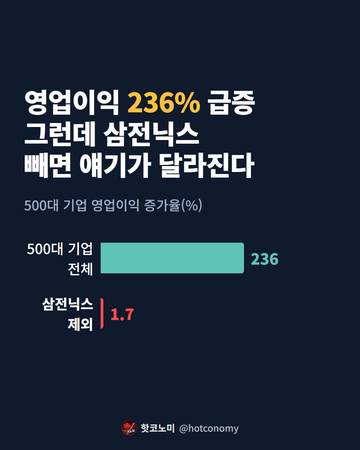 영업이익 236% 급증
그런데 삼전닉스
빼면 얘기가 달라진다
500대 기업 영업이익 증가율(%)
500대 기업
전체
236
삼전닉스
제외
1.7
핫코노미 @hotconomy